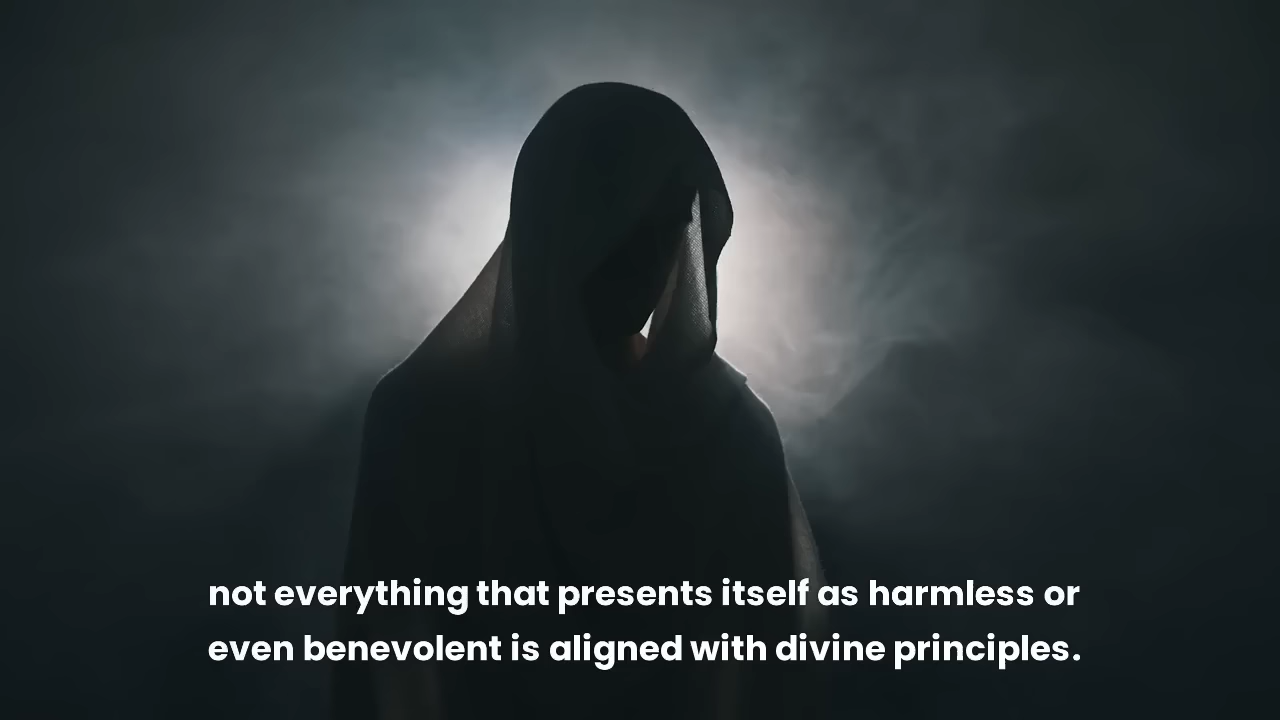 not everything that presents itself as harmless or
even benevolent is aligned with divine principles.